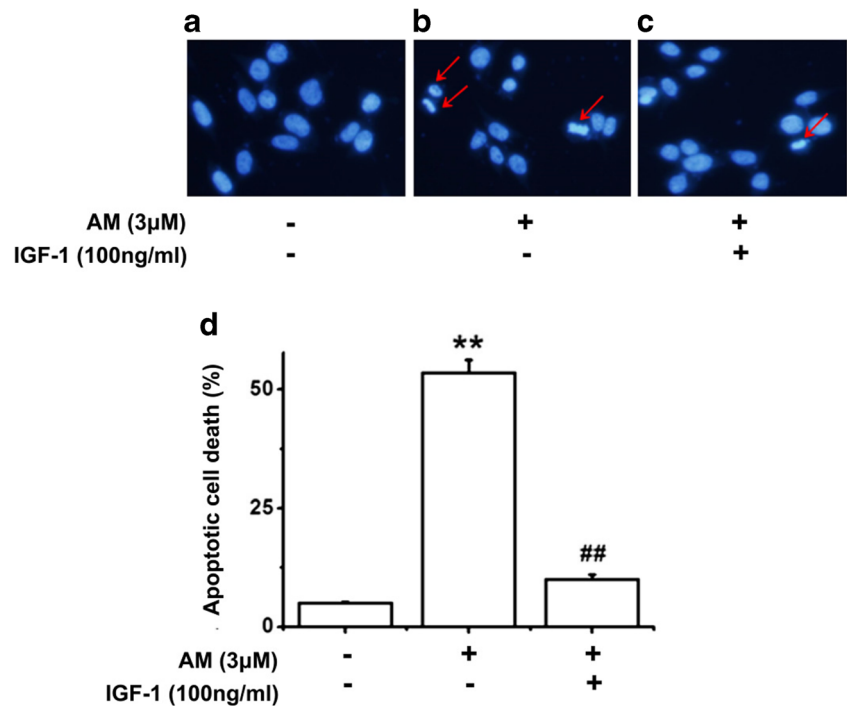 a b c
AM (3µM) - + +
IGF-1 (100ng/ml) - - +
d
Apoptotic cell death (%)
50
25
0
**
##
AM (3µM) - + +
IGF-1 (100ng/ml) - - +